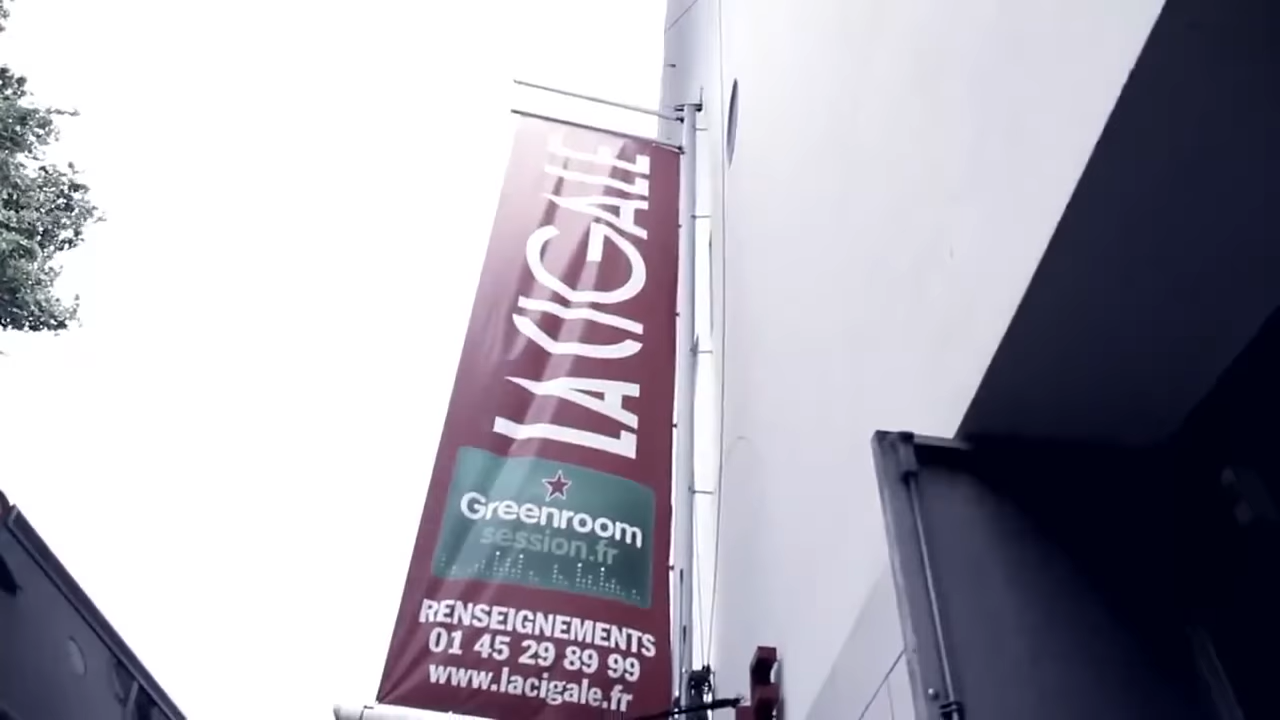 LA CIGALE
Greenroom
session.fr
RENSEIGNEMENTS
01 45 29 89 99
www.lacigale.fr